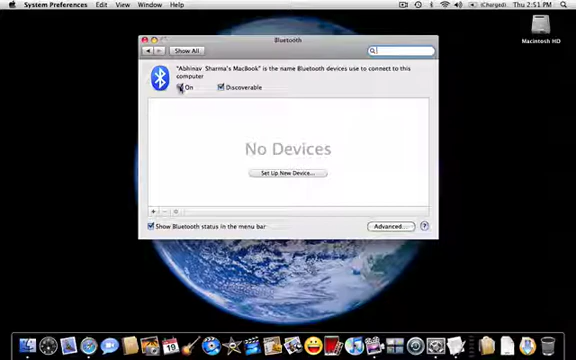 System Preferences Edit View Window Help (Charged) Thu 2:51 PM
Macintosh HD
Bluetooth
Show All
"Abhinav Sharma's MacBook" is the name Bluetooth devices use to connect to this
computer
On Discoverable
No Devices
Set Up New Device...
Show Bluetooth status in the menu bar
Advanced...
?
19